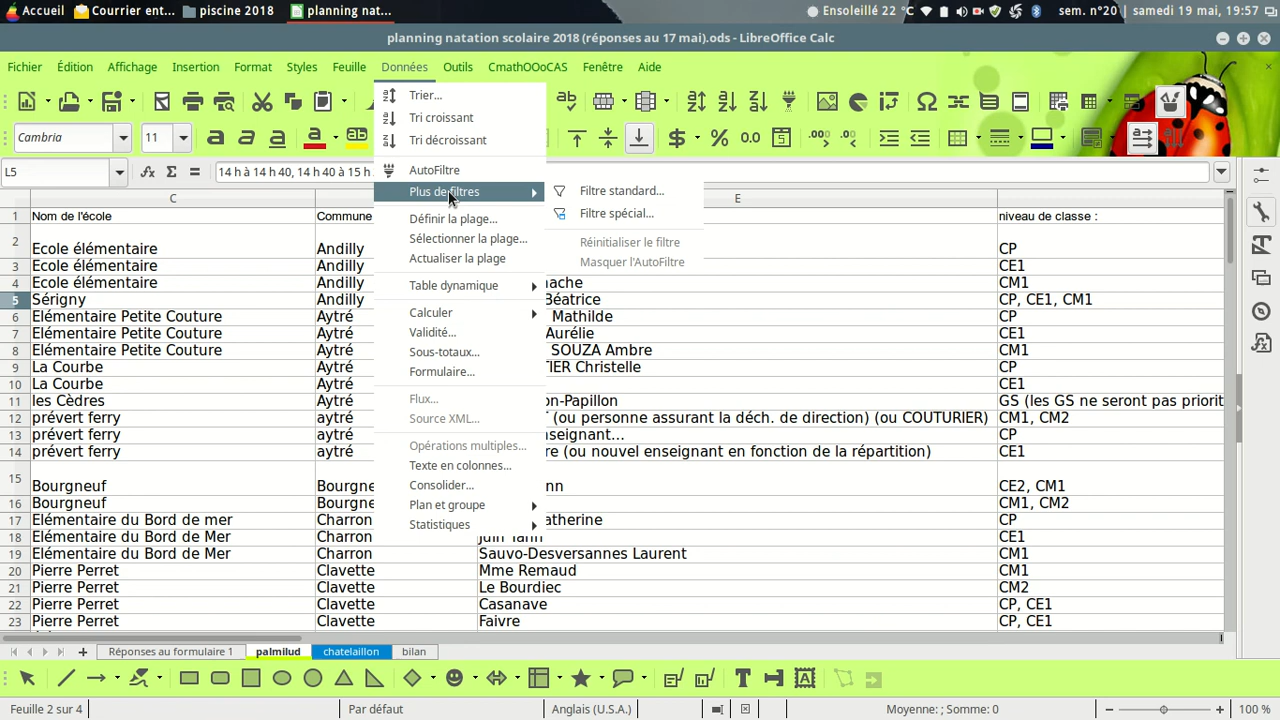 Accueil Courrier ent... piscine 2018 planning nat... Ensoleillé 22 °C sem. n°20 | samedi 19 mai, 19:57
planning natation scolaire 2018 (réponses au 17 mai).ods - LibreOffice Calc
Fichier Édition Affichage Insertion Format Styles Feuille Données Outils CmathOOoCAS Fenêtre Aide
Cambria 11
L5 14 h à 14 h 40, 14 h 40 à 15 h
Trier...
Tri croissant
Tri décroissant
AutoFiltre
Plus de filtres
Définir la plage...
Sélectionner la plage...
Actualiser la plage
Table dynamique
Calculer
Validité...
Sous-totaux...
Formulaire...
Flux...
Source XML...
Opérations multiples...
Texte en colonnes...
Consolider...
Plan et groupe
Statistiques
Filtre standard...
Filtre spécial...
Réinitialiser le filtre
Masquer l'AutoFiltre
C E
1 Nom de l'école Commune niveau de classe :
2 Ecole élémentaire Andilly CP
3 Ecole élémentaire Andilly CE1
4 Ecole élémentaire Andilly ache CM1
5 Sérigny Andilly Béatrice CP, CE1, CM1
6 Elémentaire Petite Couture Aytré Mathilde CP
7 Elémentaire Petite Couture Aytré Aurélie CE1
8 Elémentaire Petite Couture Aytré SOUZA Ambre CM1
9 La Courbe Aytré TIER Christelle CP
10 La Courbe Aytré CE1
11 les Cèdres Aytré on-Papillon GS (les GS ne seront pas priorit
12 prévert ferry aytré (ou personne assurant la déch. de direction) (ou COUTURIER) CM1, CM2
13 prévert ferry aytré nseignant... CP
14 prévert ferry aytré re (ou nouvel enseignant en fonction de la répartition) CE1
15 Bourgneuf Bourgne nn CE2, CM1
16 Bourgneuf Bourgne CM1, CM2
17 Elémentaire du Bord de mer Charron atherine CP
18 Elémentaire du Bord de Mer Charron Juin Yann CE1
19 Elémentaire du Bord de Mer Charron Sauvo-Desversannes Laurent CM1
20 Pierre Perret Clavette Mme Remaud CM1
21 Pierre Perret Clavette Le Bourdiec CM2
22 Pierre Perret Clavette Casanave CP, CE1
23 Pierre Perret Clavette Faivre CP, CE1
Réponses au formulaire 1 palmilud chatelaillon bilan
Feuille 2 sur 4 Par défaut Anglais (U.S.A.) Moyenne: ; Somme: 0 100 %